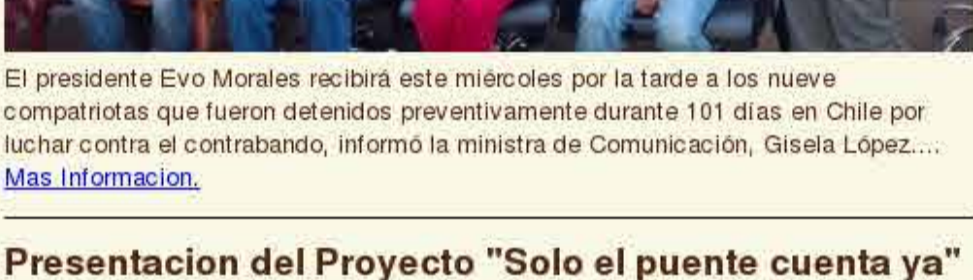 El presidente Evo Morales recibirá este miércoles por la tarde a los nueve
compatriotas que fueron detenidos preventivamente durante 101 días en Chile por
luchar contra el contrabando, informó la ministra de Comunicación, Gisela López....
Mas Informacion.
Presentacion del Proyecto "Solo el puente cuenta ya"